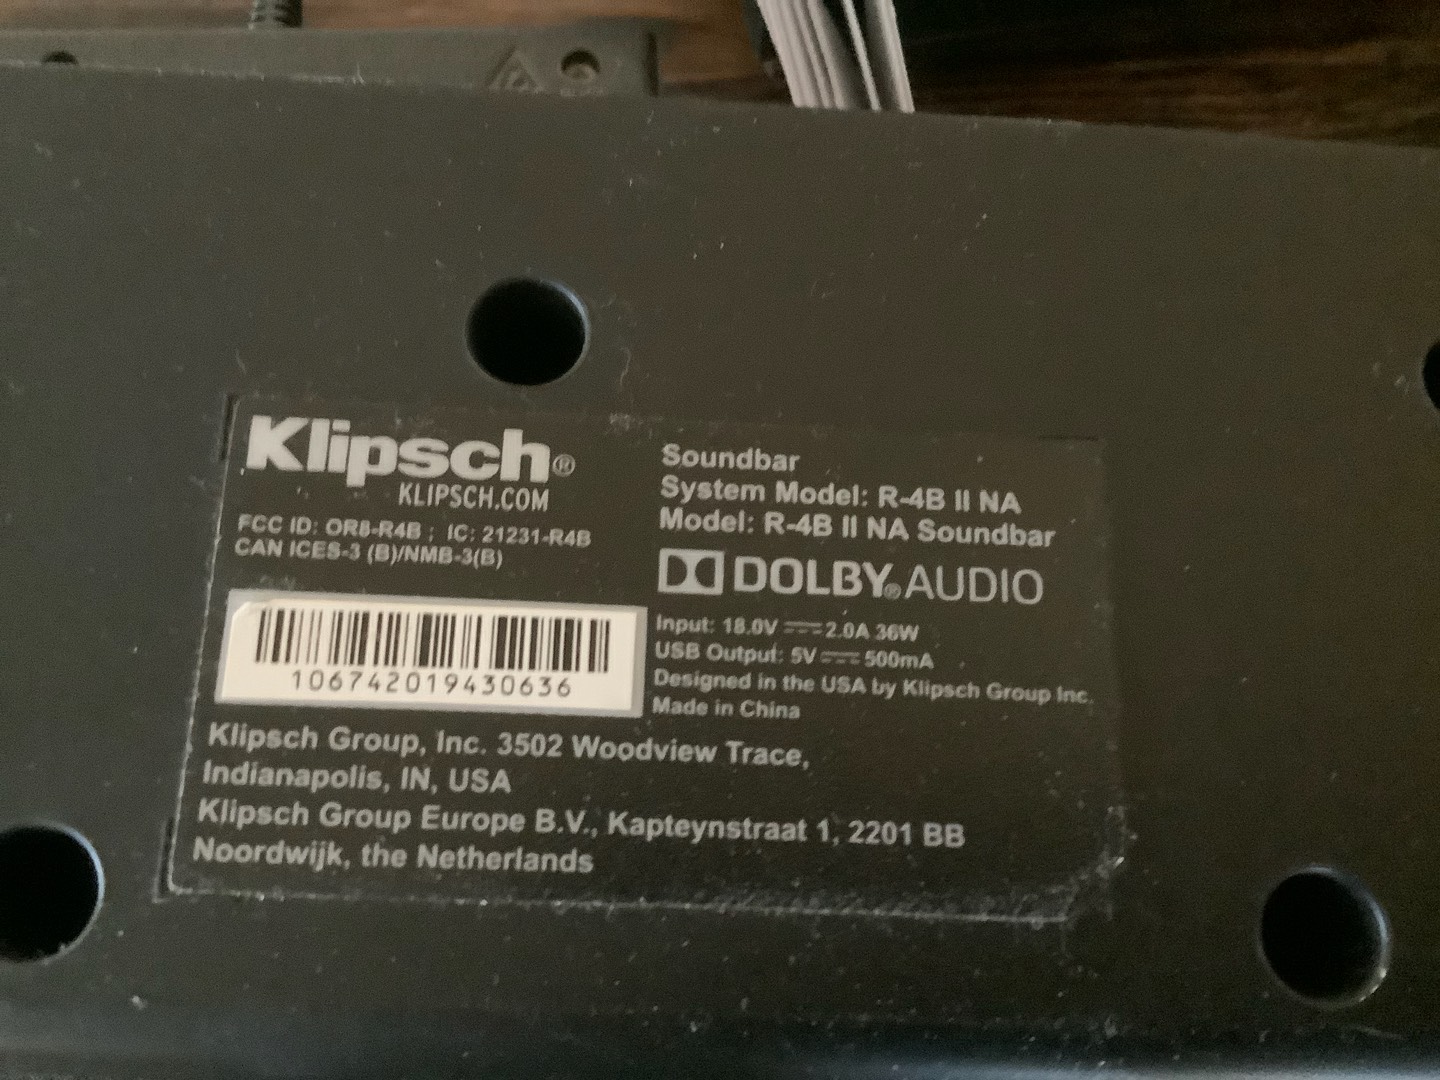 Klipsch®
KLIPSCH.COM
FCC ID: OR8-R4B ; IC: 21231-R4B
CAN ICES-3 (B)/NMB-3(B)
106742019430636
Soundbar
System Model: R-4B II NA
Model: R-4B II NA Soundbar
DOLBY® AUDIO
Input: 18.0V ⎓ 2.0A 36W
USB Output: 5V ⎓ 500mA
Designed in the USA by Klipsch Group Inc.
Made in China
Klipsch Group, Inc. 3502 Woodview Trace,
Indianapolis, IN, USA
Klipsch Group Europe B.V., Kapteynstraat 1, 2201 BB
Noordwijk, the Netherlands